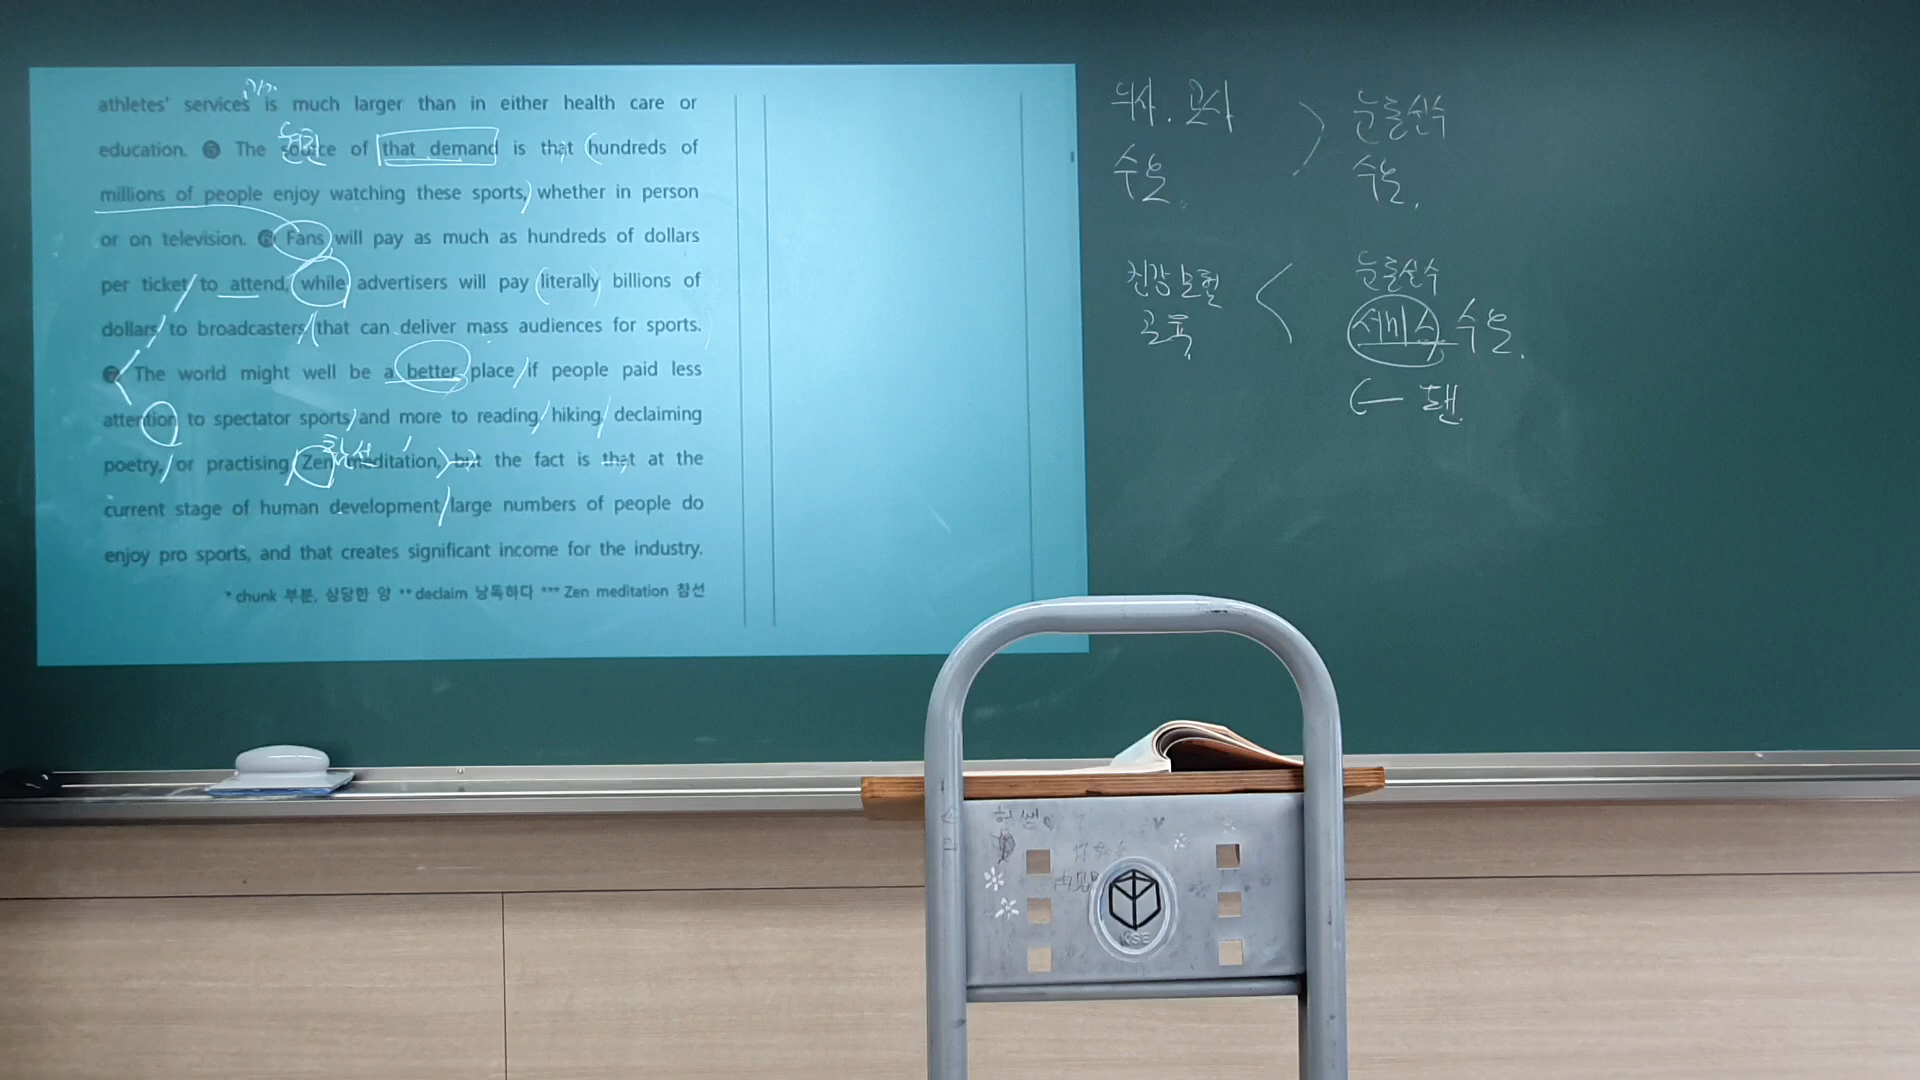 athletes' services is much larger than in either health care or
education. ❺ The source of that demand is that hundreds of
millions of people enjoy watching these sports, whether in person
or on television. ❻ Fans will pay as much as hundreds of dollars
per ticket to attend, while advertisers will pay literally billions of
dollars to broadcasters that can deliver mass audiences for sports.
❼ The world might well be a better place if people paid less
attention to spectator sports and more to reading, hiking, declaiming
poetry, or practising Zen meditation, but the fact is that at the
current stage of human development large numbers of people do
enjoy pro sports, and that creates significant income for the industry.
* chunk 부분, 상당한 양 ** declaim 낭독하다 *** Zen meditation 참선
의사. 교사
수요.
운동선수
수요.
건강보험
교육
운동선수
서비스 수요.
← 팬.
KSE